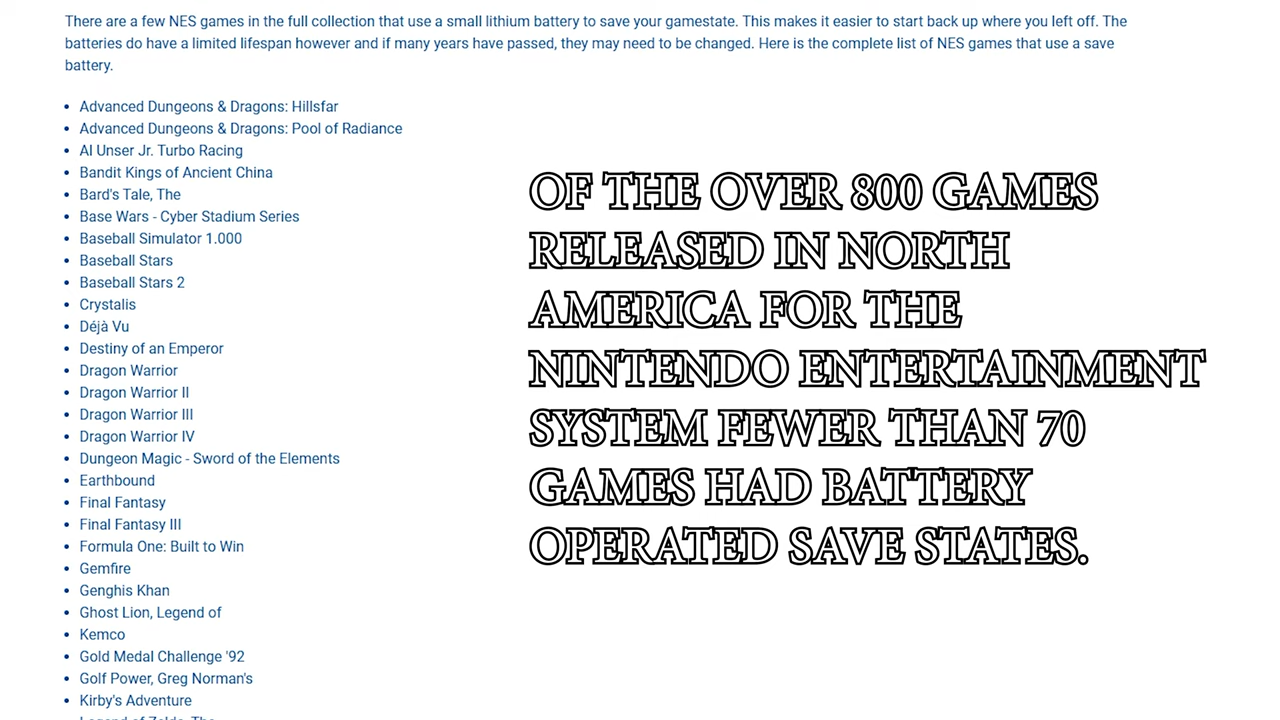 There are a few NES games in the full collection that use a small lithium battery to save your gamestate. This makes it easier to start back up where you left off. The
batteries do have a limited lifespan however and if many years have passed, they may need to be changed. Here is the complete list of NES games that use a save
battery.
• Advanced Dungeons & Dragons: Hillsfar
• Advanced Dungeons & Dragons: Pool of Radiance
• Al Unser Jr. Turbo Racing
• Bandit Kings of Ancient China
• Bard's Tale, The
• Base Wars - Cyber Stadium Series
• Baseball Simulator 1.000
• Baseball Stars
• Baseball Stars 2
• Crystalis
• Déjà Vu
• Destiny of an Emperor
• Dragon Warrior
• Dragon Warrior II
• Dragon Warrior III
• Dragon Warrior IV
• Dungeon Magic - Sword of the Elements
• Earthbound
• Final Fantasy
• Final Fantasy III
• Formula One: Built to Win
• Gemfire
• Genghis Khan
• Ghost Lion, Legend of
• Kemco
• Gold Medal Challenge '92
• Golf Power, Greg Norman's
• Kirby's Adventure
• Legend of Zelda, The
OF THE OVER 800 GAMES
RELEASED IN NORTH
AMERICA FOR THE
NINTENDO ENTERTAINMENT
SYSTEM FEWER THAN 70
GAMES HAD BATTERY
OPERATED SAVE STATES.